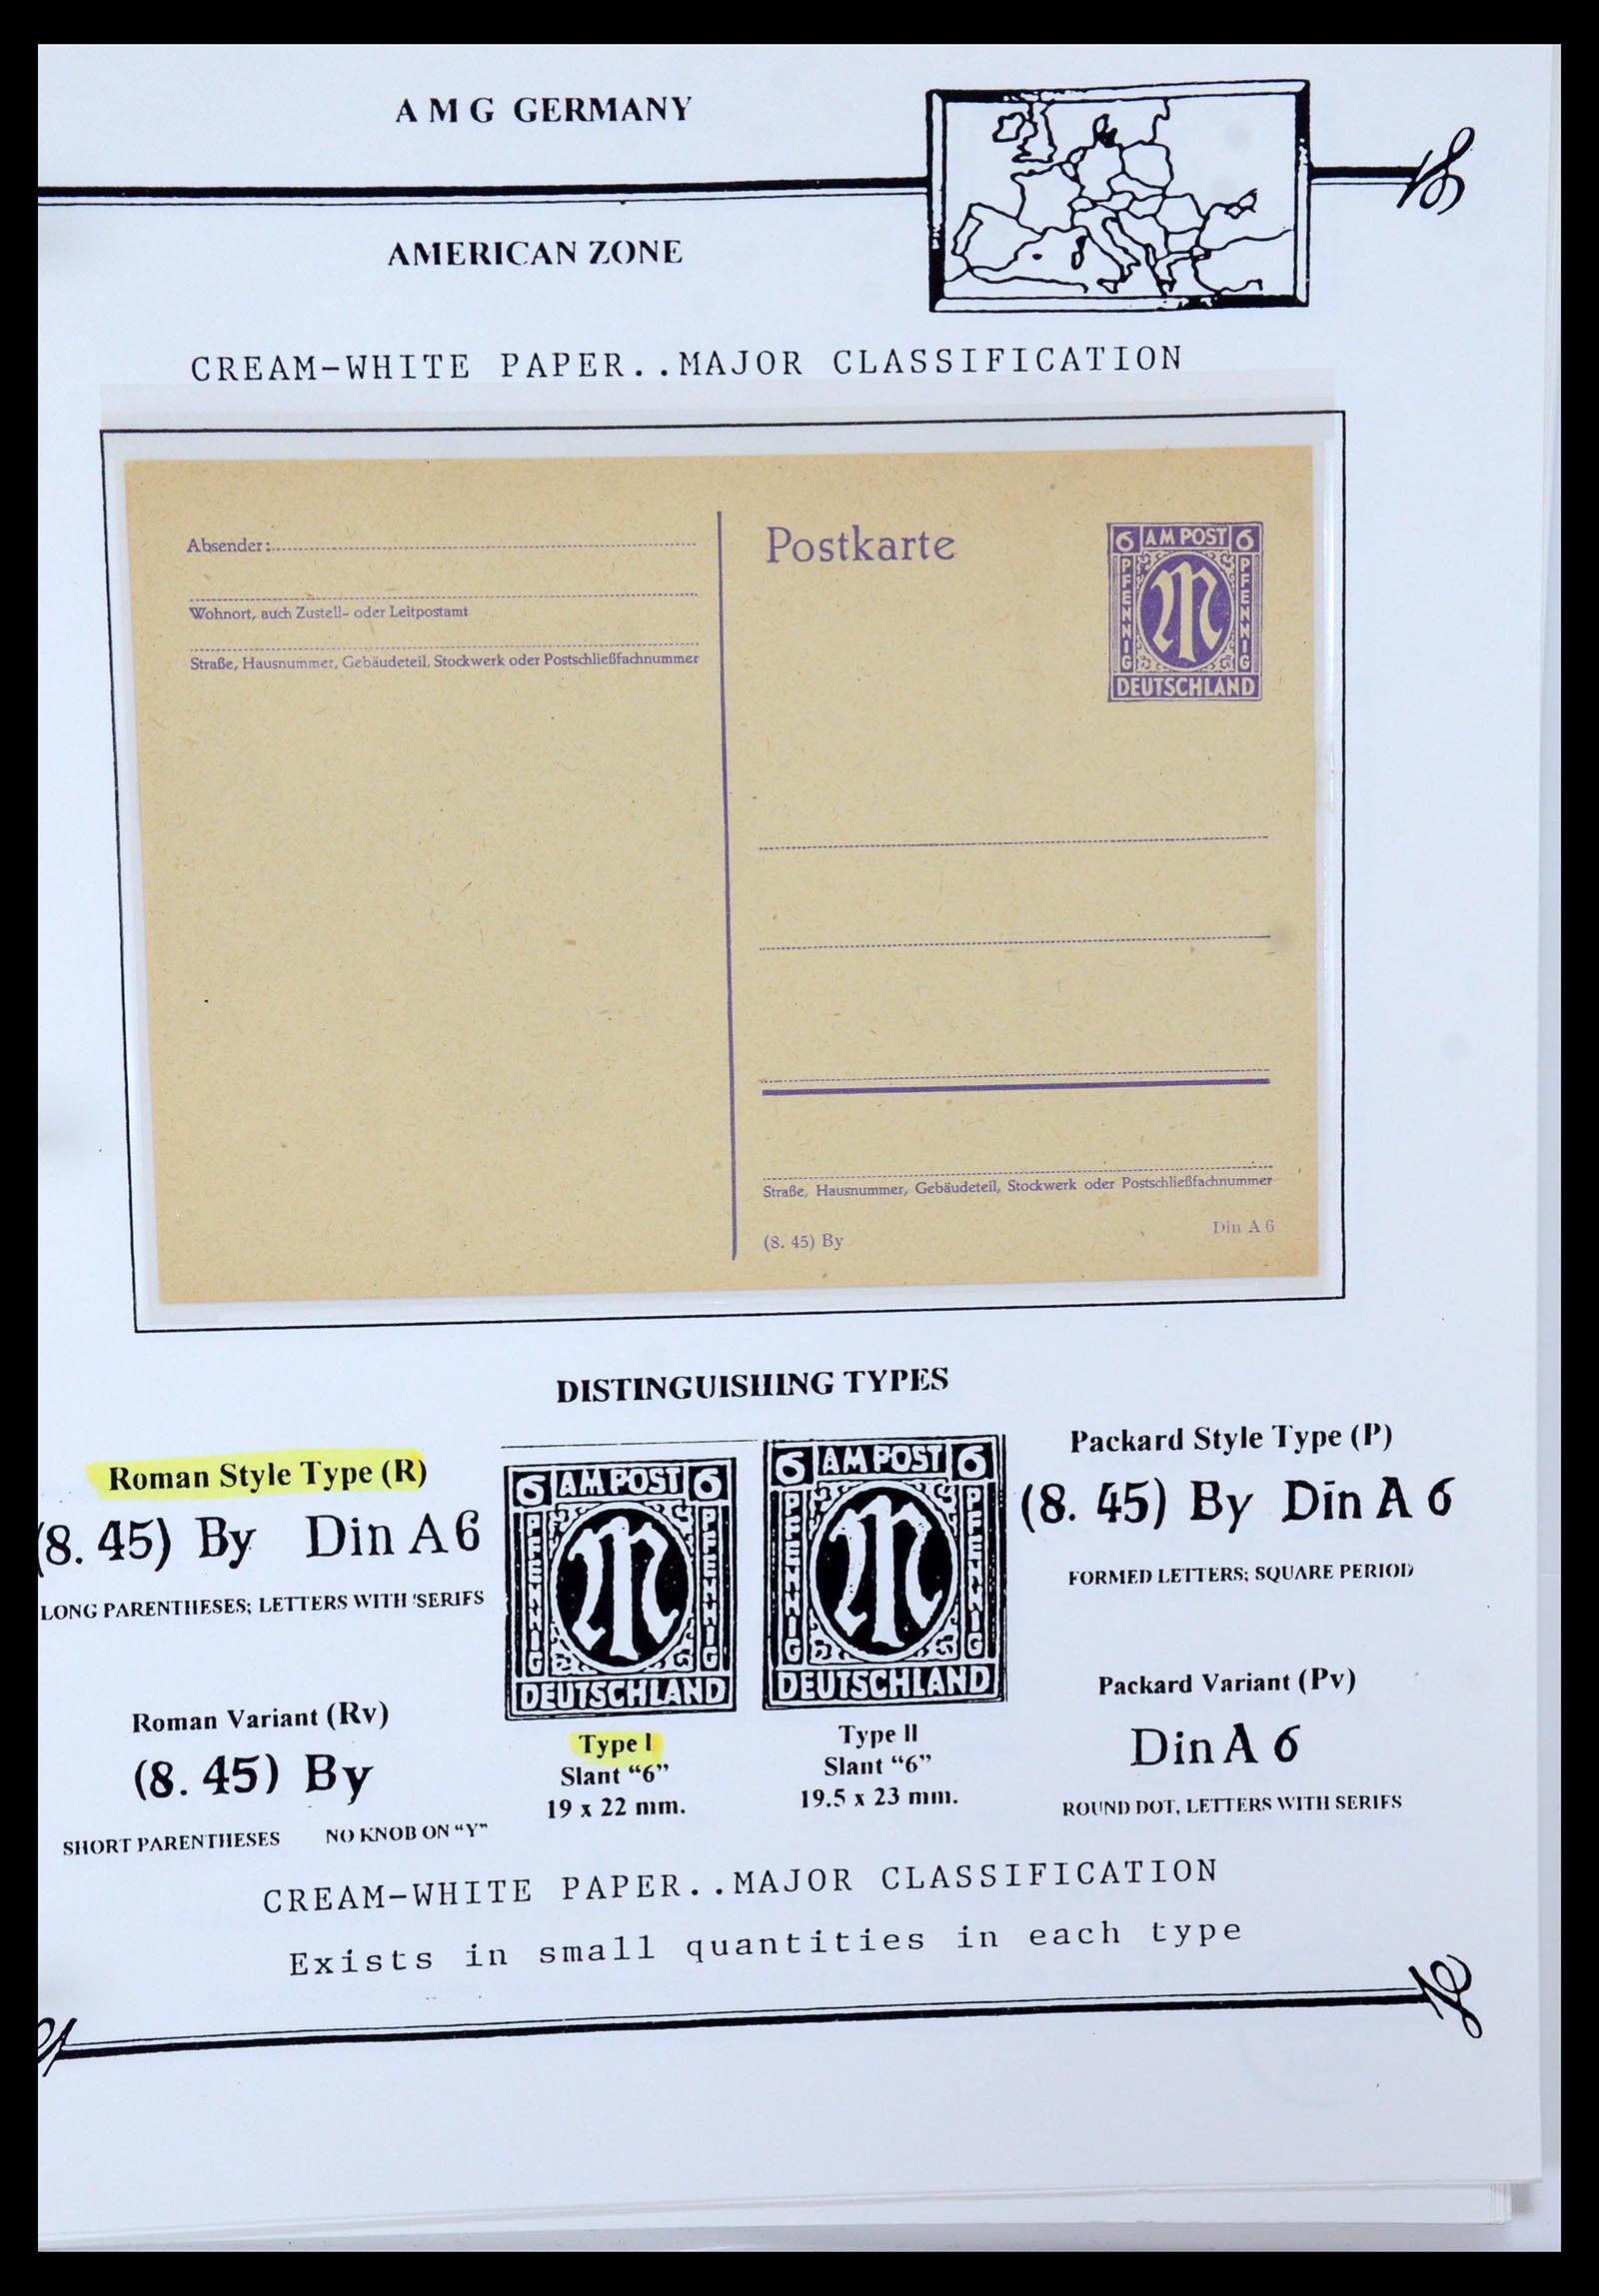 A M G GERMANY
AMERICAN ZONE
CREAM-WHITE PAPER..MAJOR CLASSIFICATION
Absender:
Wohnort, auch Zustell- oder Leitpostamt
Straße, Hausnummer, Gebäudeteil, Stockwerk oder Postschließfachnummer
Postkarte
6 AM POST 6
PFENNIG PFENNIG
M
DEUTSCHLAND
Straße, Hausnummer, Gebäudeteil, Stockwerk oder Postschließfachnummer
(8. 45) By
Din A 6
DISTINGUISHING TYPES
Roman Style Type (R)
(8. 45) By Din A 6
LONG PARENTHESES; LETTERS WITH SERIFS
Roman Variant (Rv)
(8. 45) By
SHORT PARENTHESES NO KNOB ON “Y”
6 AM POST 6
PFENNIG PFENNIG
M
DEUTSCHLAND
Type I
Slant “6”
19 x 22 mm.
6 AM POST 6
PFENNIG PFENNIG
M
DEUTSCHLAND
Type II
Slant “6”
19.5 x 23 mm.
Packard Style Type (P)
(8. 45) By Din A 6
FORMED LETTERS; SQUARE PERIOD
Packard Variant (Pv)
Din A 6
ROUND DOT, LETTERS WITH SERIFS
CREAM-WHITE PAPER..MAJOR CLASSIFICATION
Exists in small quantities in each type